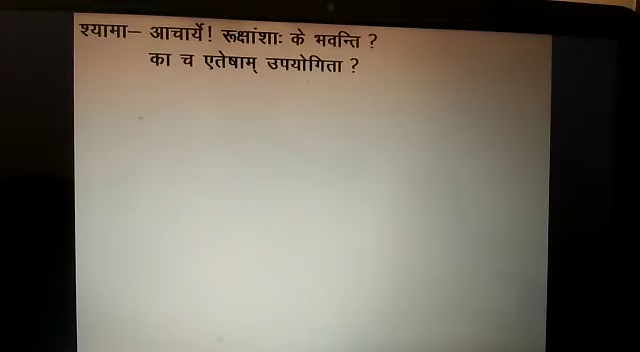 श्यामा– आचार्ये! रूक्षांशाः के भवन्ति ?
का च एतेषाम् उपयोगिता ?